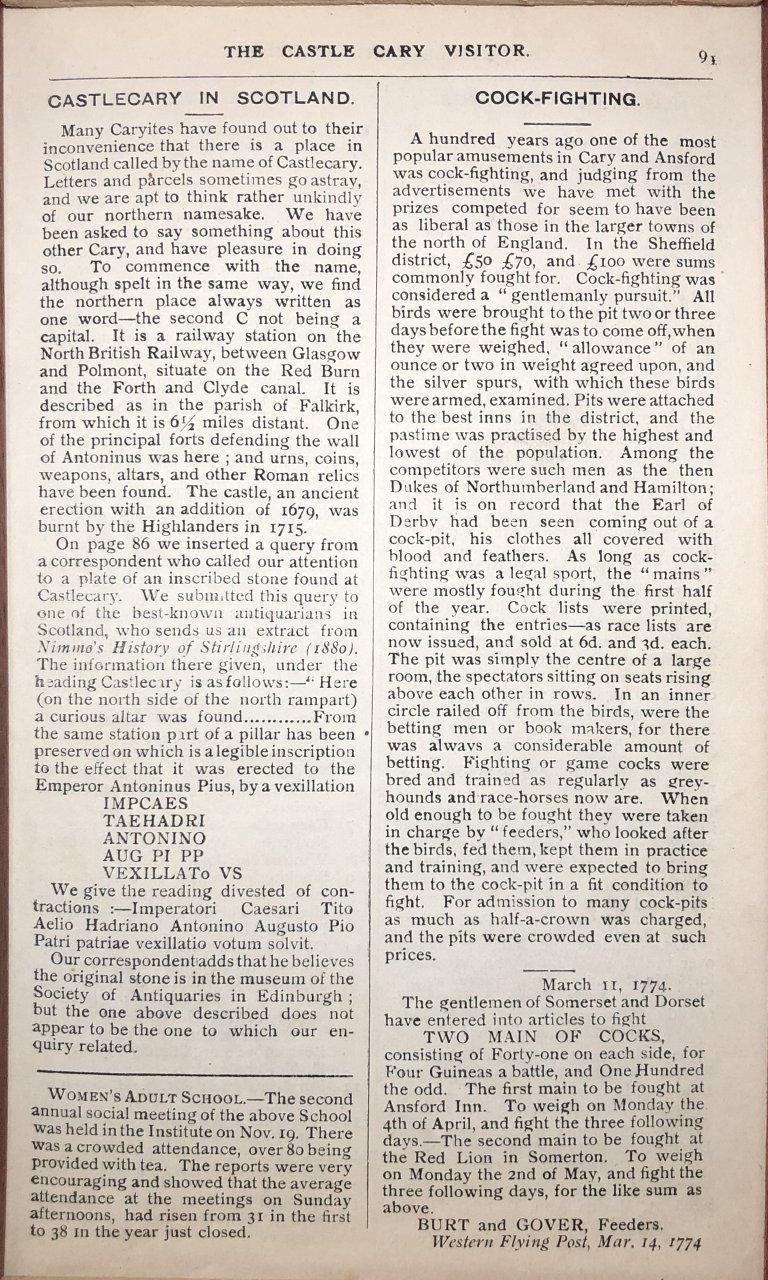 THE CASTLE CARY VISITOR.
91
CASTLECARY IN SCOTLAND.
Many Caryites have found out to their
inconvenience that there is a place in
Scotland called by the name of Castlecary.
Letters and parcels sometimes go astray,
and we are apt to think rather unkindly
of our northern namesake. We have
been asked to say something about this
other Cary, and have pleasure in doing
so. To commence with the name,
although spelt in the same way, we find
the northern place always written as
one word—the second C not being a
capital. It is a railway station on the
North British Railway, between Glasgow
and Polmont, situate on the Red Burn
and the Forth and Clyde canal. It is
described as in the parish of Falkirk,
from which it is 6½ miles distant. One
of the principal forts defending the wall
of Antoninus was here ; and urns, coins,
weapons, altars, and other Roman relics
have been found. The castle, an ancient
erection with an addition of 1679, was
burnt by the Highlanders in 1715.
On page 86 we inserted a query from
a correspondent who called our attention
to a plate of an inscribed stone found at
Castlecary. We submitted this query to
one of the best-known antiquarians in
Scotland, who sends us an extract from
Nimmo's History of Stirlingshire (1880).
The information there given, under the
heading Castlecary is as follows:—" Here
(on the north side of the north rampart)
a curious altar was found............From
the same station part of a pillar has been
preserved on which is a legible inscription
to the effect that it was erected to the
Emperor Antoninus Pius, by a vexillation
IMPCAES
TAEHADRI
ANTONINO
AUG PI PP
VEXILLATo VS
We give the reading divested of con-
tractions :—Imperatori Caesari Tito
Aelio Hadriano Antonino Augusto Pio
Patri patriae vexillatio votum solvit.
Our correspondent adds that he believes
the original stone is in the museum of the
Society of Antiquaries in Edinburgh ;
but the one above described does not
appear to be the one to which our en-
quiry related.
WOMEN'S ADULT SCHOOL.—The second
annual social meeting of the above School
was held in the Institute on Nov. 19. There
was a crowded attendance, over 80 being
provided with tea. The reports were very
encouraging and showed that the average
attendance at the meetings on Sunday
afternoons, had risen from 31 in the first
to 38 in the year just closed.
COCK-FIGHTING.
A hundred years ago one of the most
popular amusements in Cary and Ansford
was cock-fighting, and judging from the
advertisements we have met with the
prizes competed for seem to have been
as liberal as those in the larger towns of
the north of England. In the Sheffield
district, £50 £70, and £100 were sums
commonly fought for. Cock-fighting was
considered a " gentlemanly pursuit." All
birds were brought to the pit two or three
days before the fight was to come off, when
they were weighed, " allowance " of an
ounce or two in weight agreed upon, and
the silver spurs, with which these birds
were armed, examined. Pits were attached
to the best inns in the district, and the
pastime was practised by the highest and
lowest of the population. Among the
competitors were such men as the then
Dukes of Northumberland and Hamilton;
and it is on record that the Earl of
Derby had been seen coming out of a
cock-pit, his clothes all covered with
blood and feathers. As long as cock-
fighting was a legal sport, the " mains "
were mostly fought during the first half
of the year. Cock lists were printed,
containing the entries—as race lists are
now issued, and sold at 6d. and 3d. each.
The pit was simply the centre of a large
room, the spectators sitting on seats rising
above each other in rows. In an inner
circle railed off from the birds, were the
betting men or book makers, for there
was always a considerable amount of
betting. Fighting or game cocks were
bred and trained as regularly as grey-
hounds and race-horses now are. When
old enough to be fought they were taken
in charge by " feeders," who looked after
the birds, fed them, kept them in practice
and training, and were expected to bring
them to the cock-pit in a fit condition to
fight. For admission to many cock-pits
as much as half-a-crown was charged,
and the pits were crowded even at such
prices.
March 11, 1774.
The gentlemen of Somerset and Dorset
have entered into articles to fight
TWO MAIN OF COCKS,
consisting of Forty-one on each side, for
Four Guineas a battle, and One Hundred
the odd. The first main to be fought at
Ansford Inn. To weigh on Monday the
4th of April, and fight the three following
days.—The second main to be fought at
the Red Lion in Somerton. To weigh
on Monday the 2nd of May, and fight the
three following days, for the like sum as
above.
BURT and GOVER, Feeders.
Western Flying Post, Mar. 14, 1774